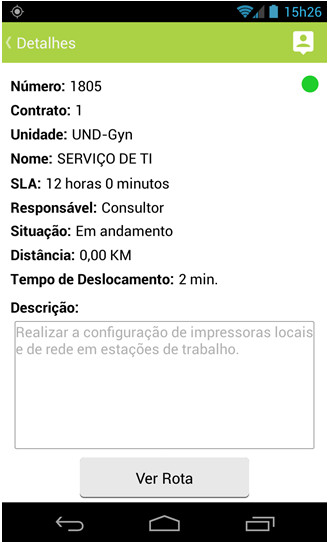 15h26
Detalhes
Número: 1805
Contrato: 1
Unidade: UND-Gyn
Nome: SERVIÇO DE TI
SLA: 12 horas 0 minutos
Responsável: Consultor
Situação: Em andamento
Distância: 0,00 KM
Tempo de Deslocamento: 2 min.
Descrição:
Realizar a configuração de impressoras locais
e de rede em estações de trabalho.
Ver Rota